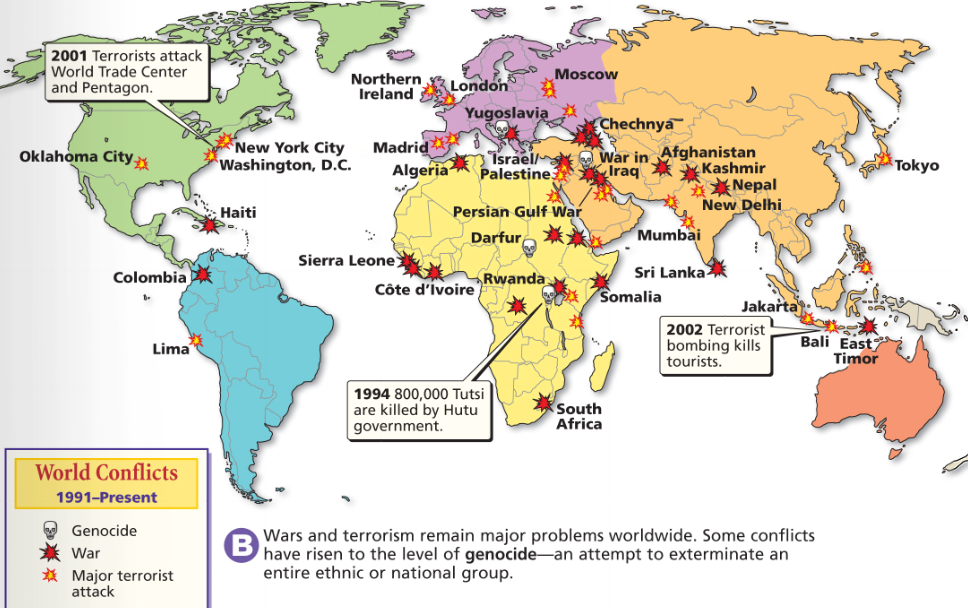 2001 Terrorists attack
World Trade Center
and Pentagon.
Northern
Ireland
London
Moscow
Yugoslavia
Chechnya
Oklahoma City
New York City
Washington, D.C.
Madrid
Algeria
Israel/
Palestine
War in
Iraq
Afghanistan
Kashmir
Nepal
New Delhi
Tokyo
Haiti
Persian Gulf War
Darfur
Mumbai
Colombia
Sierra Leone
Côte d'Ivoire
Rwanda
Somalia
Sri Lanka
Jakarta
Lima
Bali
East
Timor
2002 Terrorist
bombing kills
tourists.
1994 800,000 Tutsi
are killed by Hutu
government.
South
Africa
World Conflicts
1991–Present
Genocide
War
Major terrorist
attack
B
Wars and terrorism remain major problems worldwide. Some conflicts
have risen to the level of genocide—an attempt to exterminate an
entire ethnic or national group.